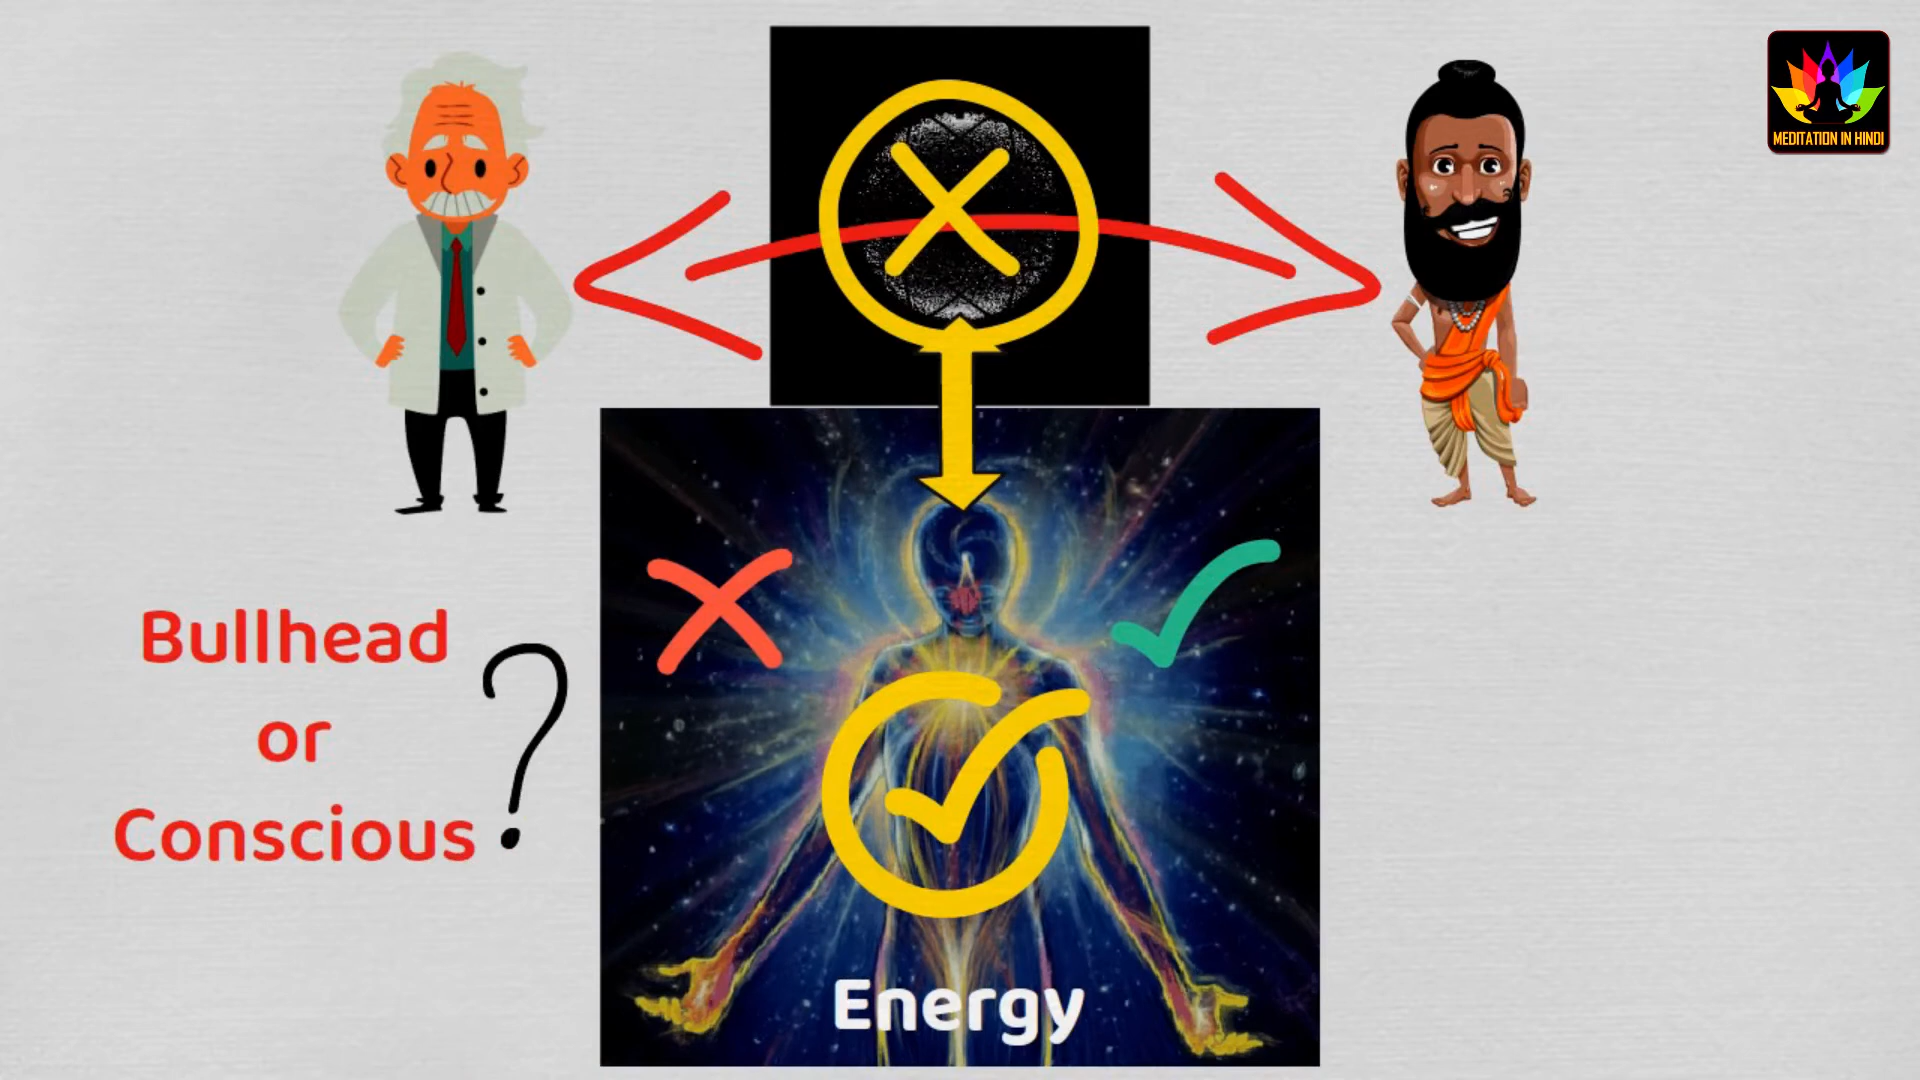 MEDITATION IN HINDI
Bullhead
or
Conscious
?
Energy